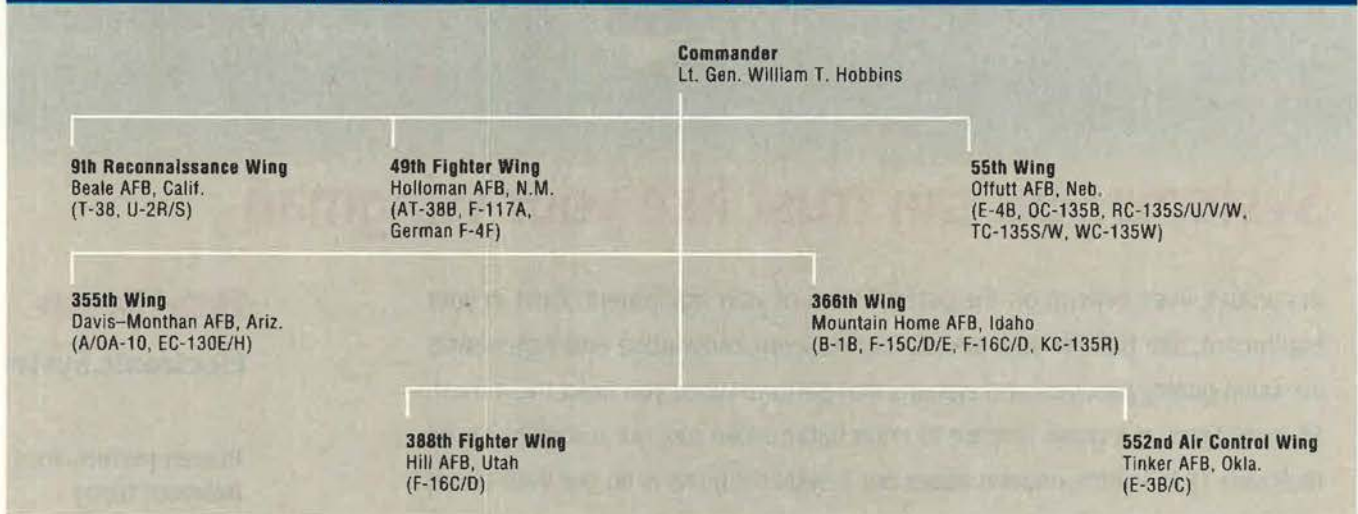 Commander
Lt. Gen. William T. Hobbins
9th Reconnaissance Wing
Beale AFB, Calif.
(T-38, U-2R/S)
49th Fighter Wing
Holloman AFB, N.M.
(AT-38B, F-117A,
German F-4F)
55th Wing
Offutt AFB, Neb.
(E-4B, OC-135B, RC-135S/U/V/W,
TC-135S/W, WC-135W)
355th Wing
Davis–Monthan AFB, Ariz.
(A/OA-10, EC-130E/H)
366th Wing
Mountain Home AFB, Idaho
(B-1B, F-15C/D/E, F-16C/D, KC-135R)
388th Fighter Wing
Hill AFB, Utah
(F-16C/D)
552nd Air Control Wing
Tinker AFB, Okla.
(E-3B/C)